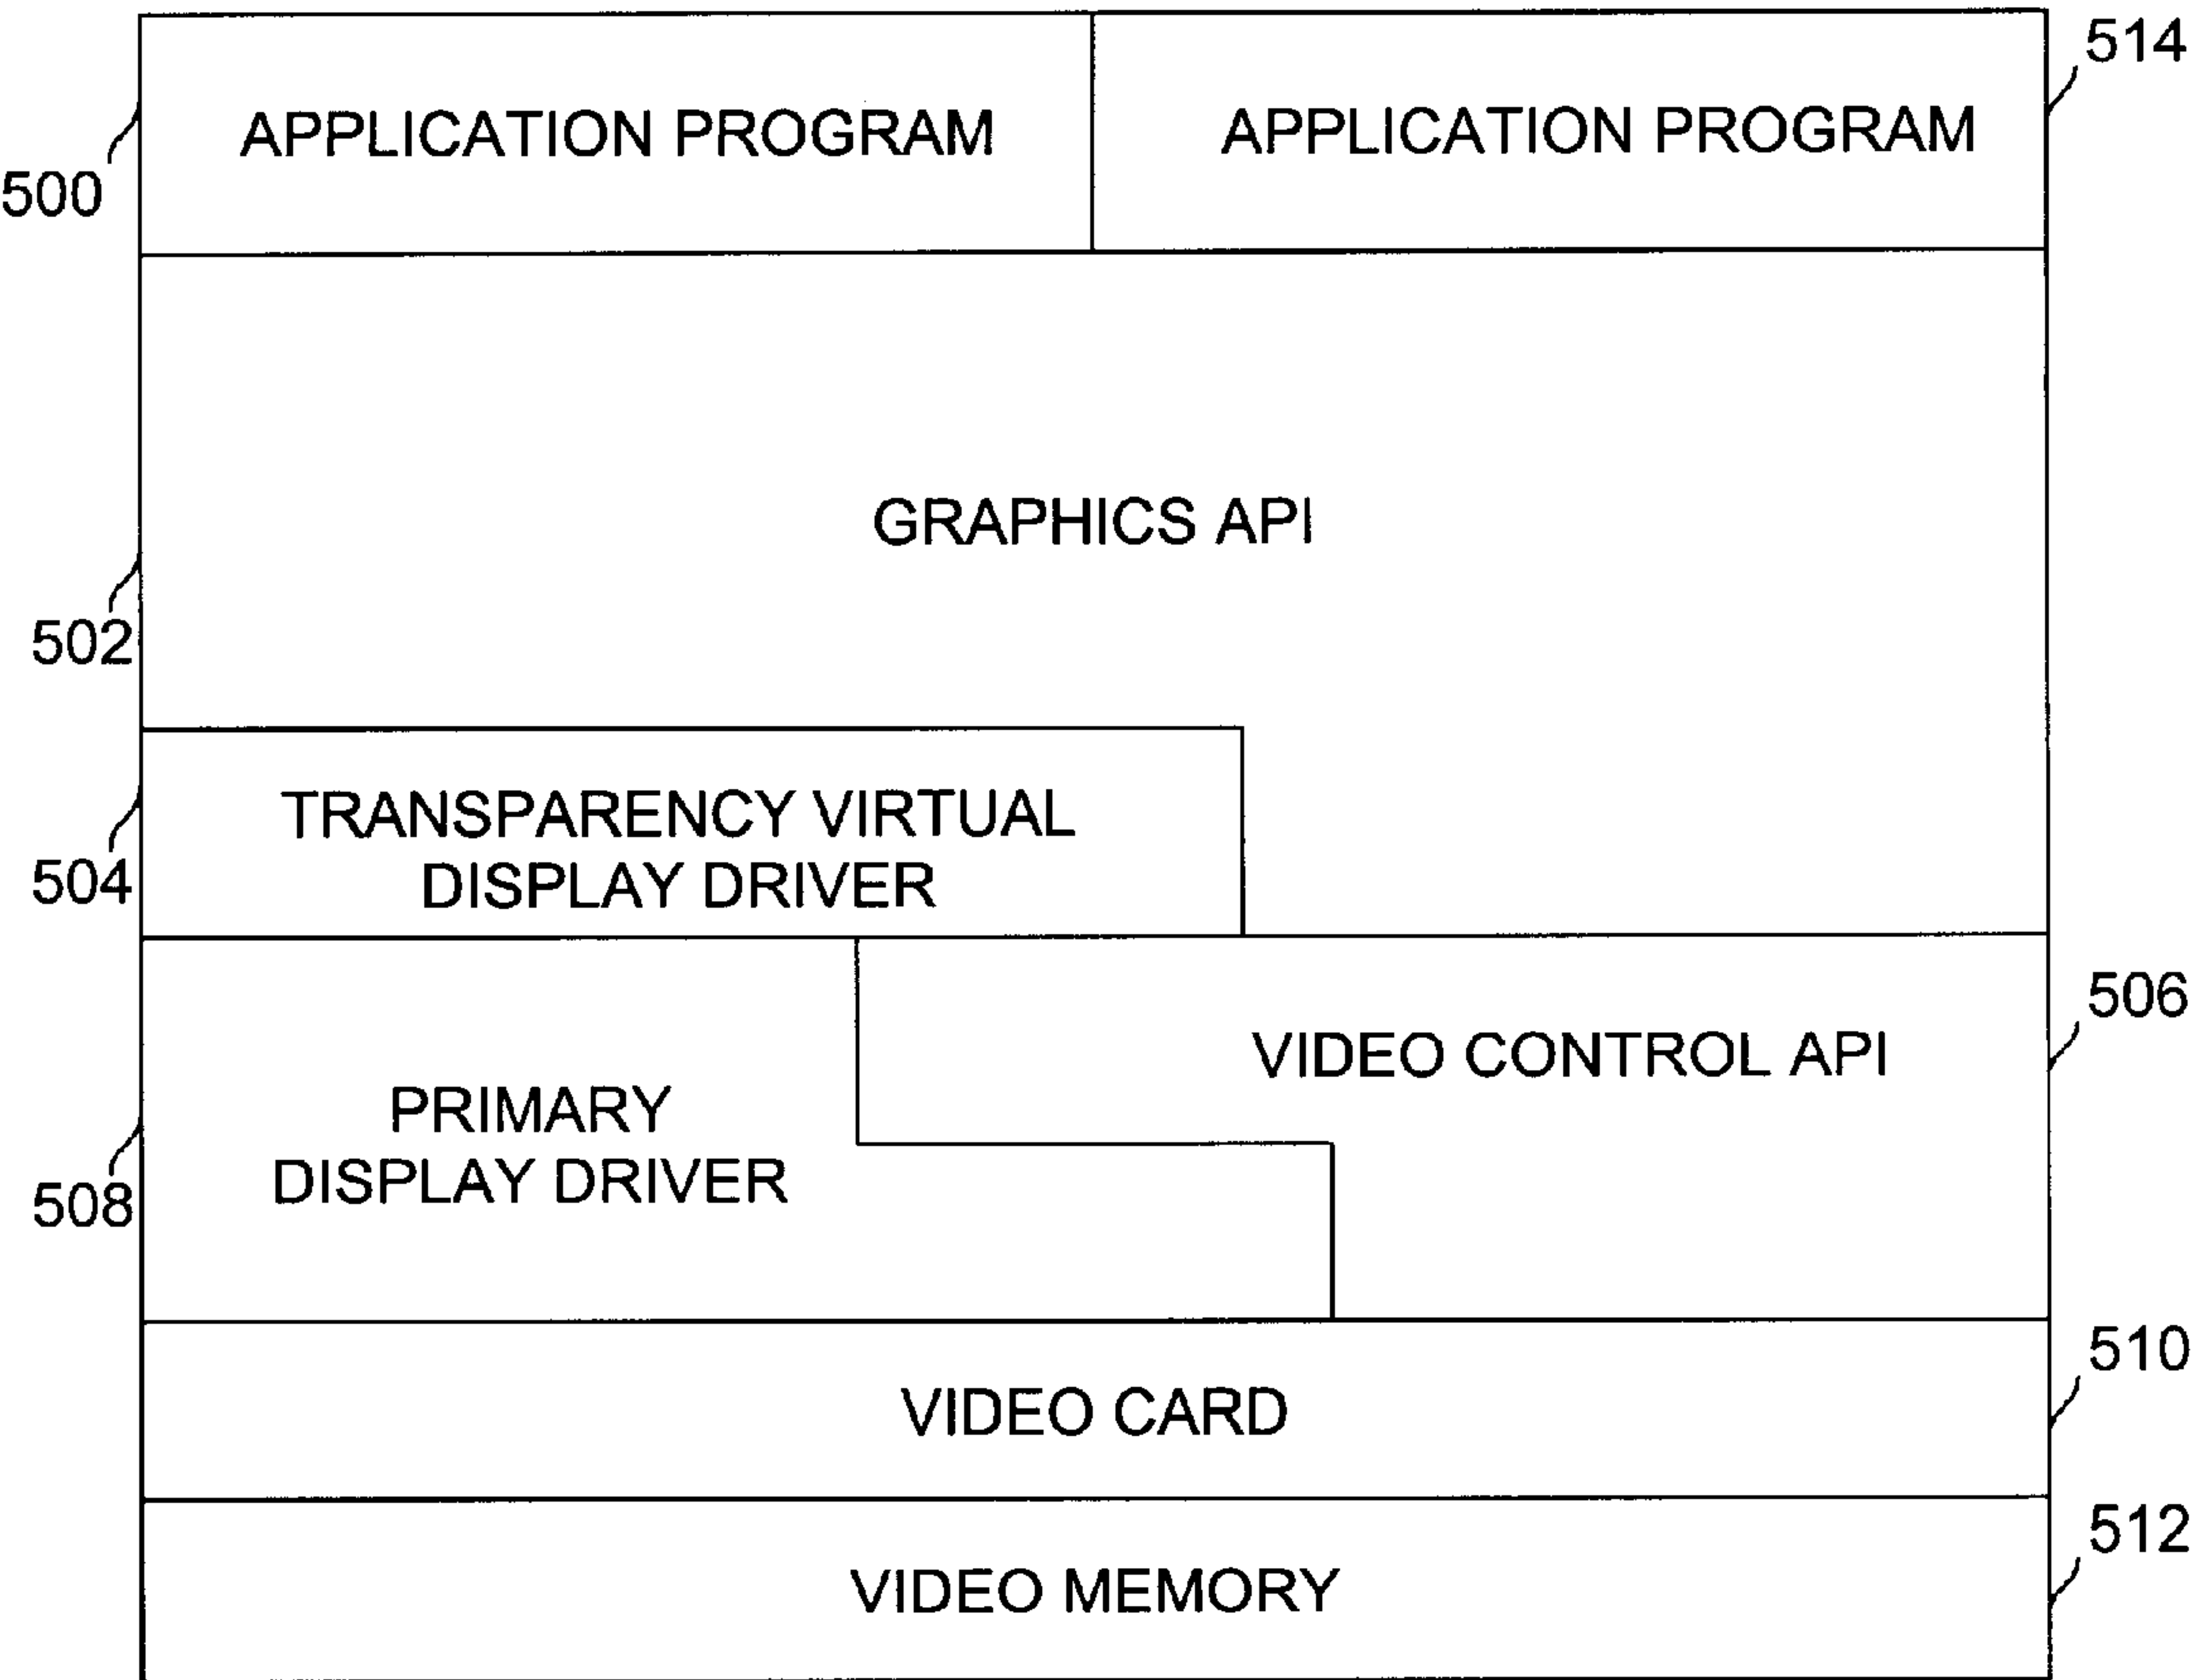 514
APPLICATION PROGRAM
APPLICATION PROGRAM
500
GRAPHICS API
502
TRANSPARENCY VIRTUAL
DISPLAY DRIVER
504
506
VIDEO CONTROL API
PRIMARY
DISPLAY DRIVER
508
510
VIDEO CARD
512
VIDEO MEMORY